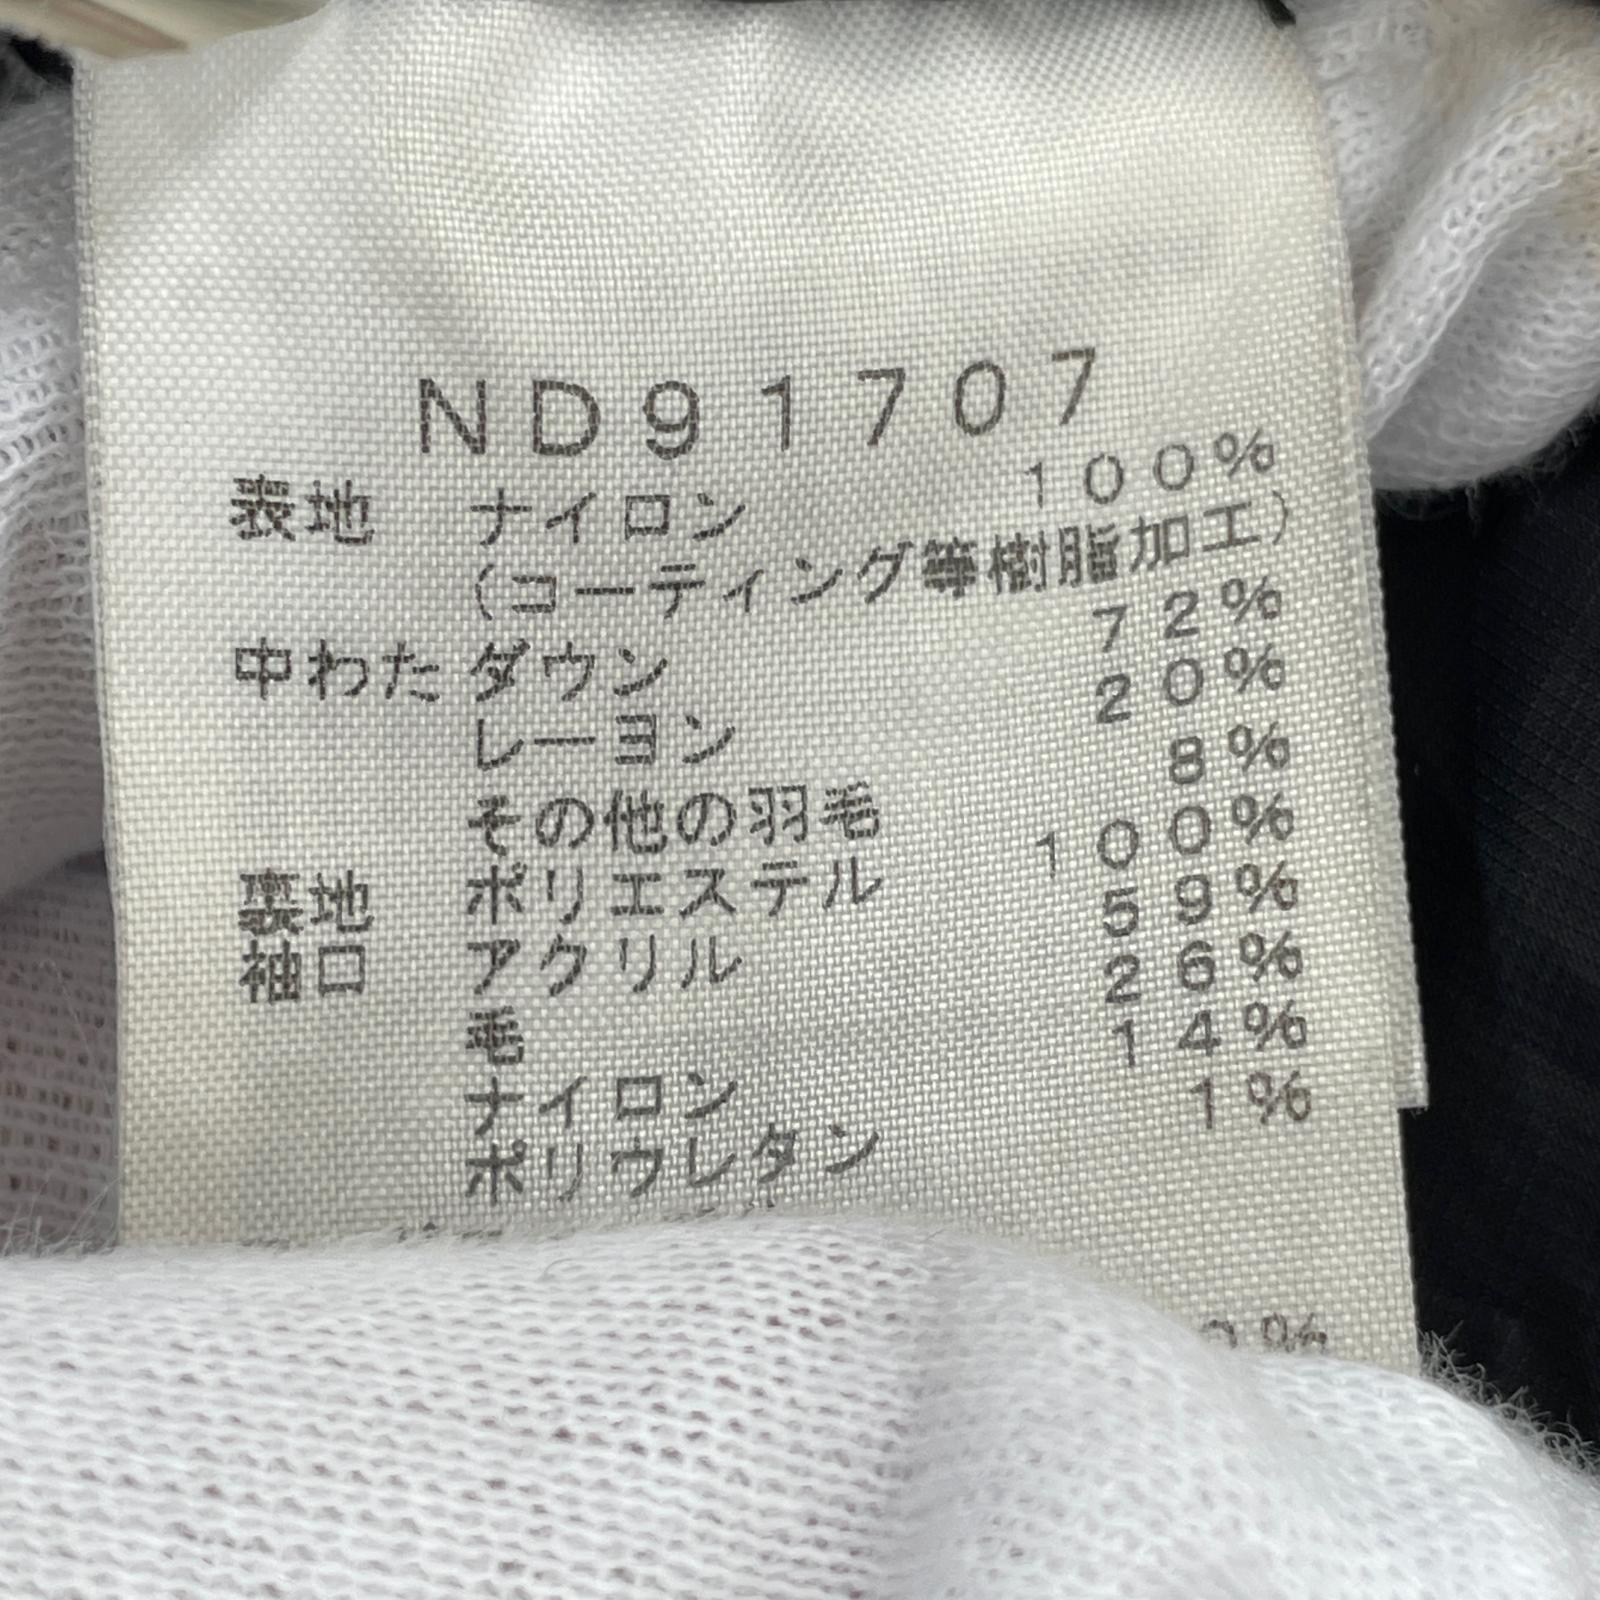 ND91707
表地 ナイロン 100%
(コーティング等樹脂加工)
中わた ダウン 72%
レーヨン 20%
その他の羽毛 8%
裏地 ポリエステル 100%
袖口 アクリル 59%
毛 26%
ナイロン 14%
ポリウレタン 1%